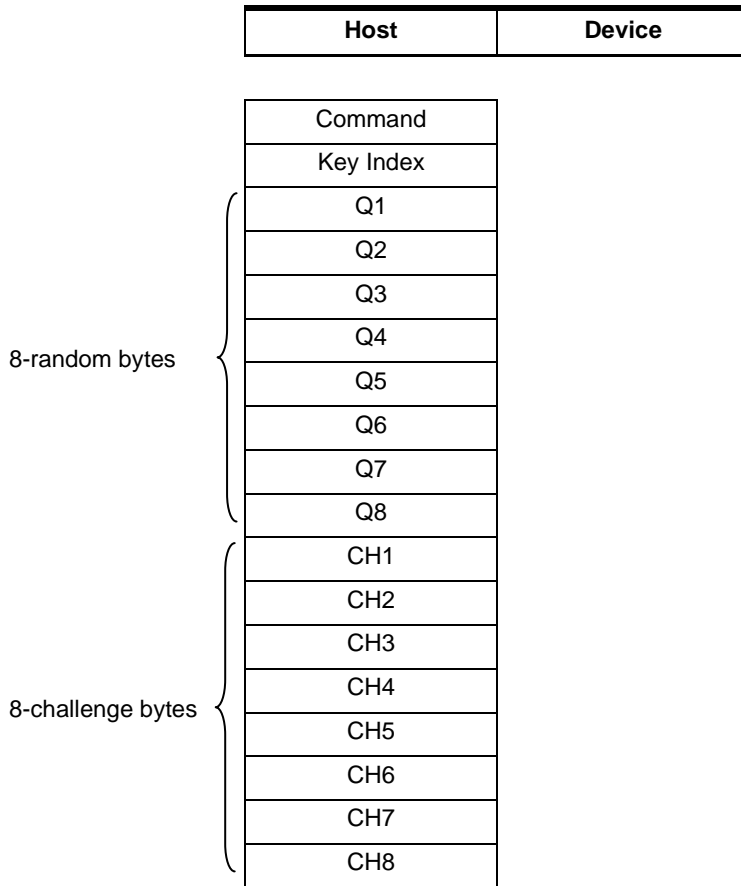 Host Device
Command
Key Index
Q1
Q2
Q3
Q4
8-random bytes
Q5
Q6
Q7
Q8
CH1
CH2
CH3
CH4
8-challenge bytes
CH5
CH6
CH7
CH8